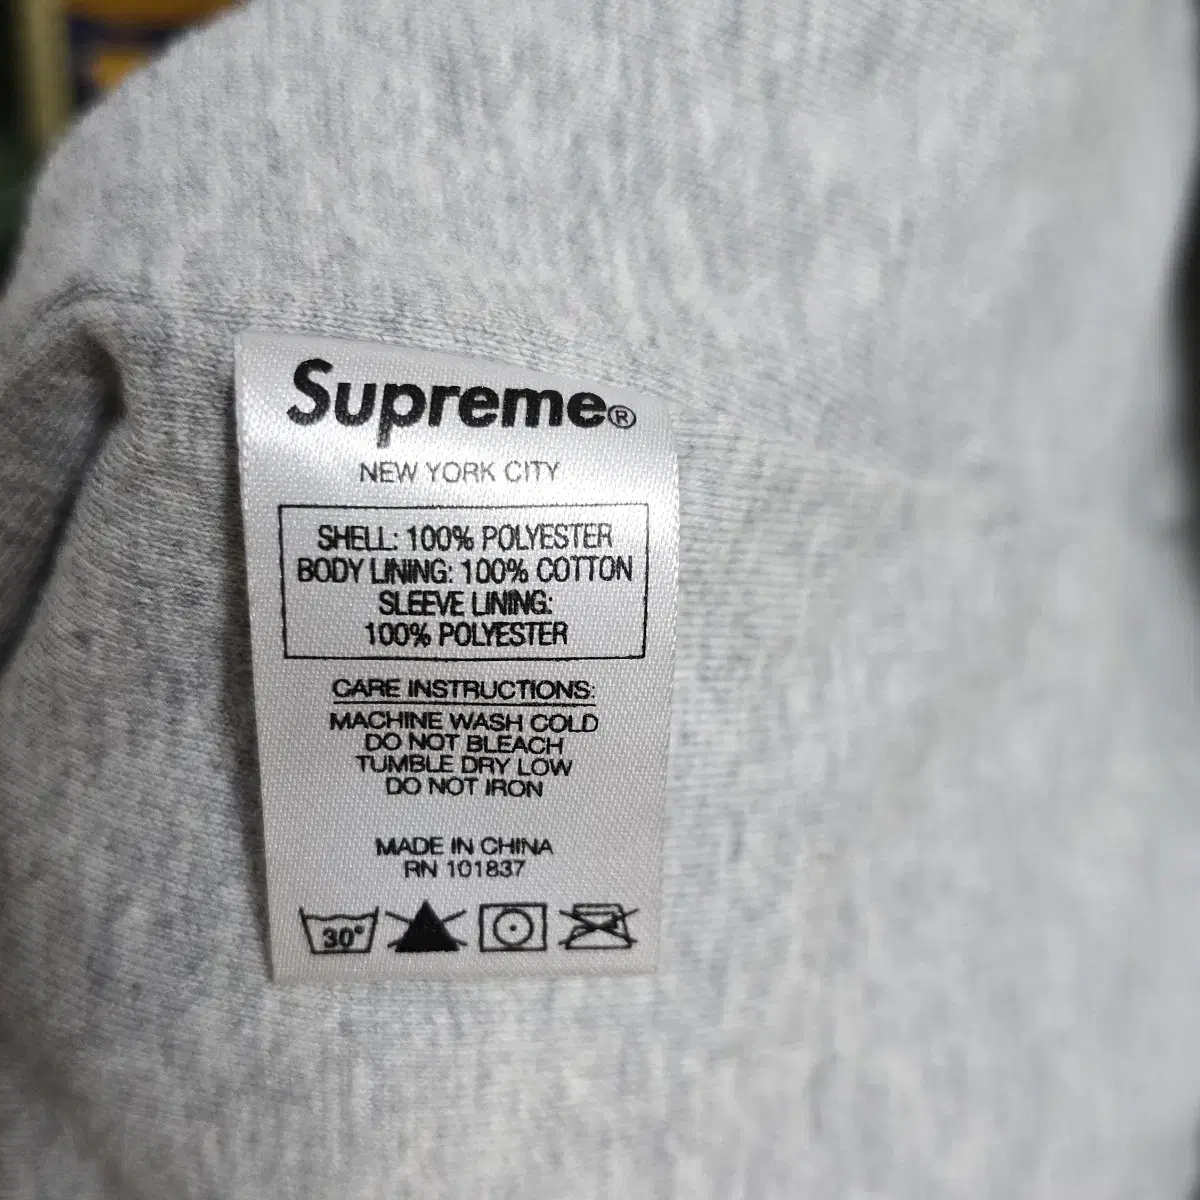 Supreme®
NEW YORK CITY
SHELL: 100% POLYESTER
BODY LINING: 100% COTTON
SLEEVE LINING:
100% POLYESTER
CARE INSTRUCTIONS:
MACHINE WASH COLD
DO NOT BLEACH
TUMBLE DRY LOW
DO NOT IRON
MADE IN CHINA
RN 101837
30°